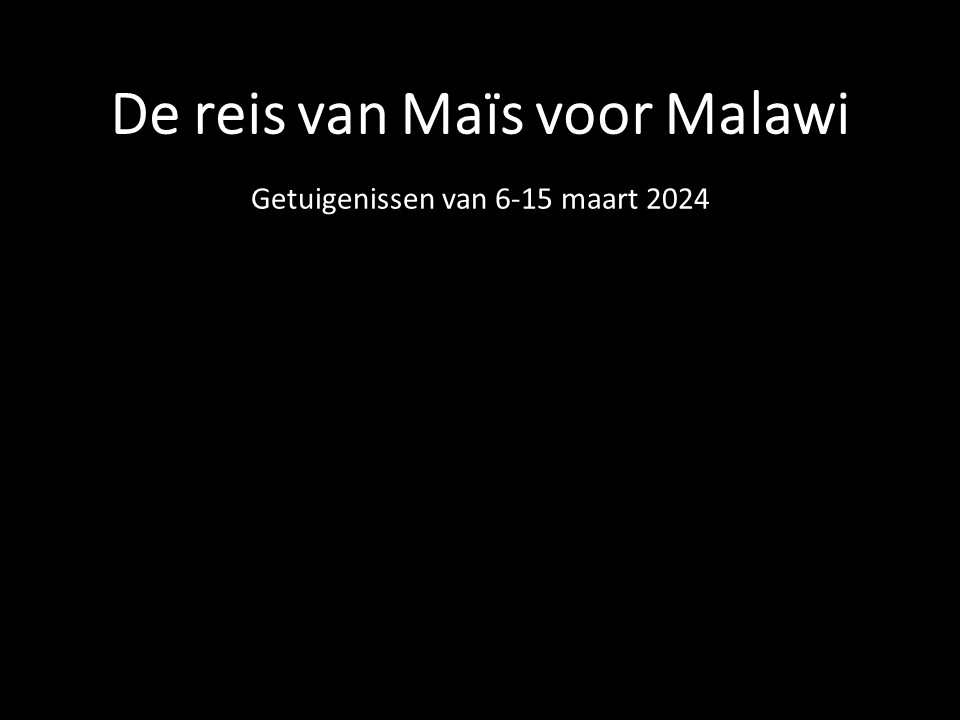 De reis van Maïs voor Malawi
Getuigenissen van 6-15 maart 2024